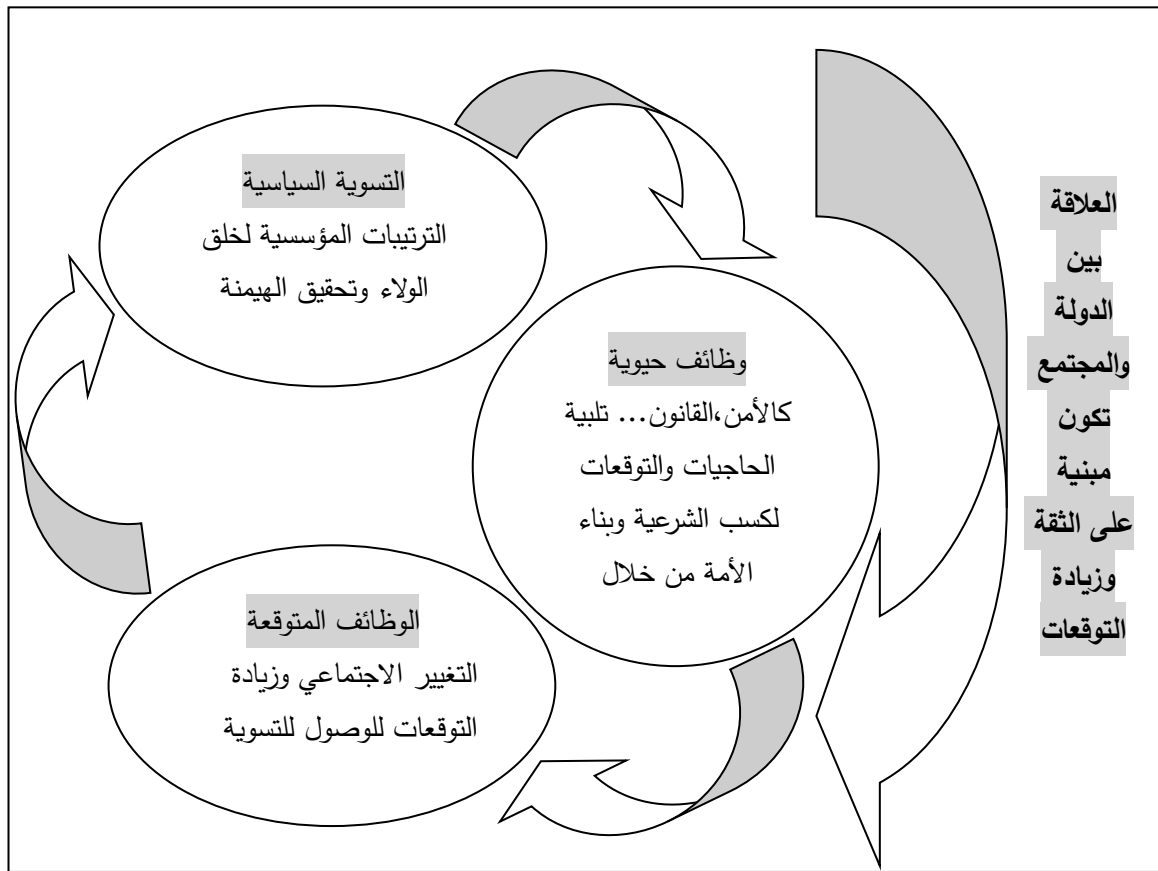 التسوية السياسية
الترتيبات المؤسسية لخلق
الولاء وتحقيق الهيمنة
وظائف حيوية
كالأمن،القانون... تلبية
الحاجيات والتوقعات
لكسب الشرعية وبناء
الأمة من خلال
الوظائف المتوقعة
التغيير الاجتماعي وزيادة
التوقعات للوصول للتسوية
العلاقة
بين
الدولة
والمجتمع
تكون
مبنية
على الثقة
وزيادة
التوقعات